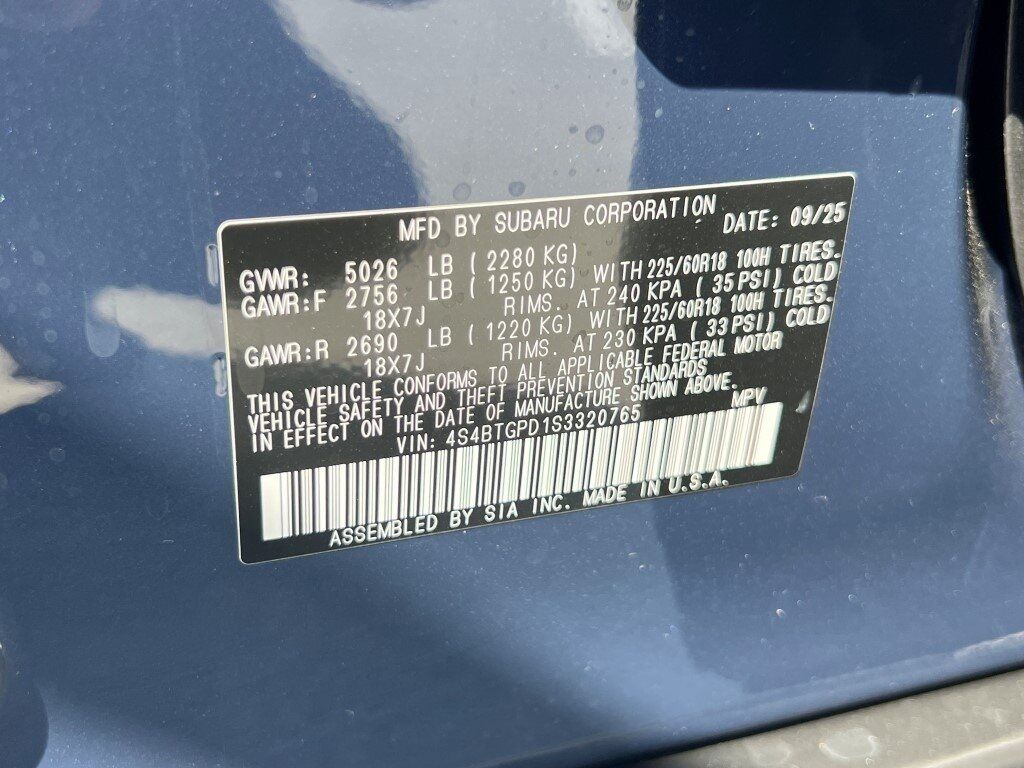 MFD BY SUBARU CORPORATION DATE: 09/25
GVWR: 5026 LB ( 2280 KG)
GAWR:F 2756 LB ( 1250 KG) WITH 225/60R18 100H TIRES.
18X7J RIMS. AT 240 KPA ( 35 PSI) COLD
GAWR:R 2690 LB ( 1220 KG) WITH 225/60R18 100H TIRES.
18X7J RIMS. AT 230 KPA ( 33 PSI) COLD
THIS VEHICLE CONFORMS TO ALL APPLICABLE FEDERAL MOTOR
VEHICLE SAFETY AND THEFT PREVENTION STANDARDS
IN EFFECT ON THE DATE OF MANUFACTURE SHOWN ABOVE.
VIN: 4S4BTGPD1S3320765 MPV
ASSEMBLED BY SIA INC. MADE IN U.S.A.